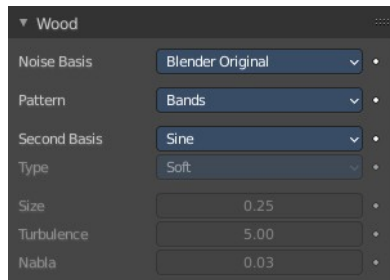 Wood
Noise Basis Blender Original
Pattern Bands
Second Basis Sine
Type Soft
Size 0.25
Turbulence 5.00
Nabla 0.03